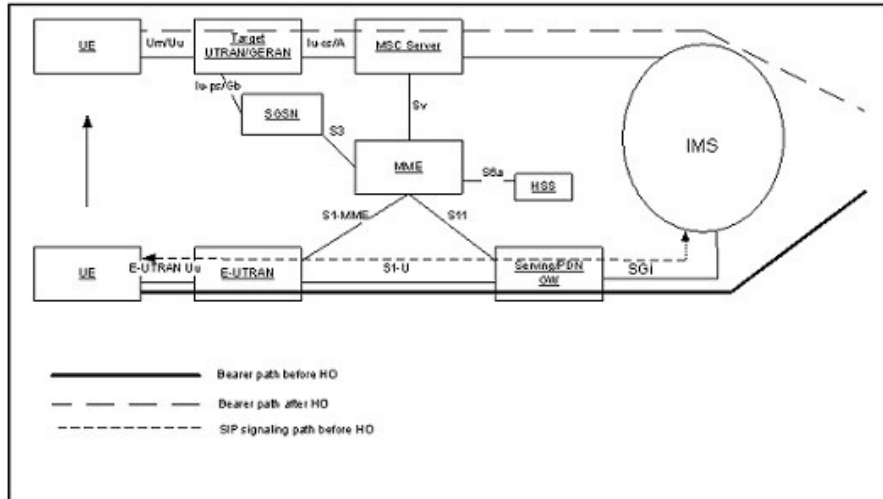 UE
Um/Uu
Target
UTRAN/GERAN
Iu-cs/A
MSC Server
Iu-ps/Gb
SGSN
S3
Sv
IMS
MME
S6a
HSS
S1-MME
S11
UE
E-UTRAN Uu
E-UTRAN
S1-U
Serving/PDN
GW
SGi
Bearer path before HO
Bearer path after HO
SIP signaling path before HO